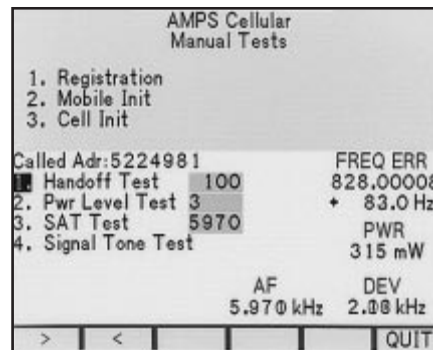 AMPS Cellular
Manual Tests
1. Registration
2. Mobile Init
3. Cell Init
Called Adr:5224981
1. Handoff Test 100
2. Pwr Level Test 3
3. SAT Test 5970
4. Signal Tone Test
FREQ ERR
828.00008
+ 83.0 Hz
PWR
315 mW
AF
5.970 kHz
DEV
2.08 kHz
> < QUIT